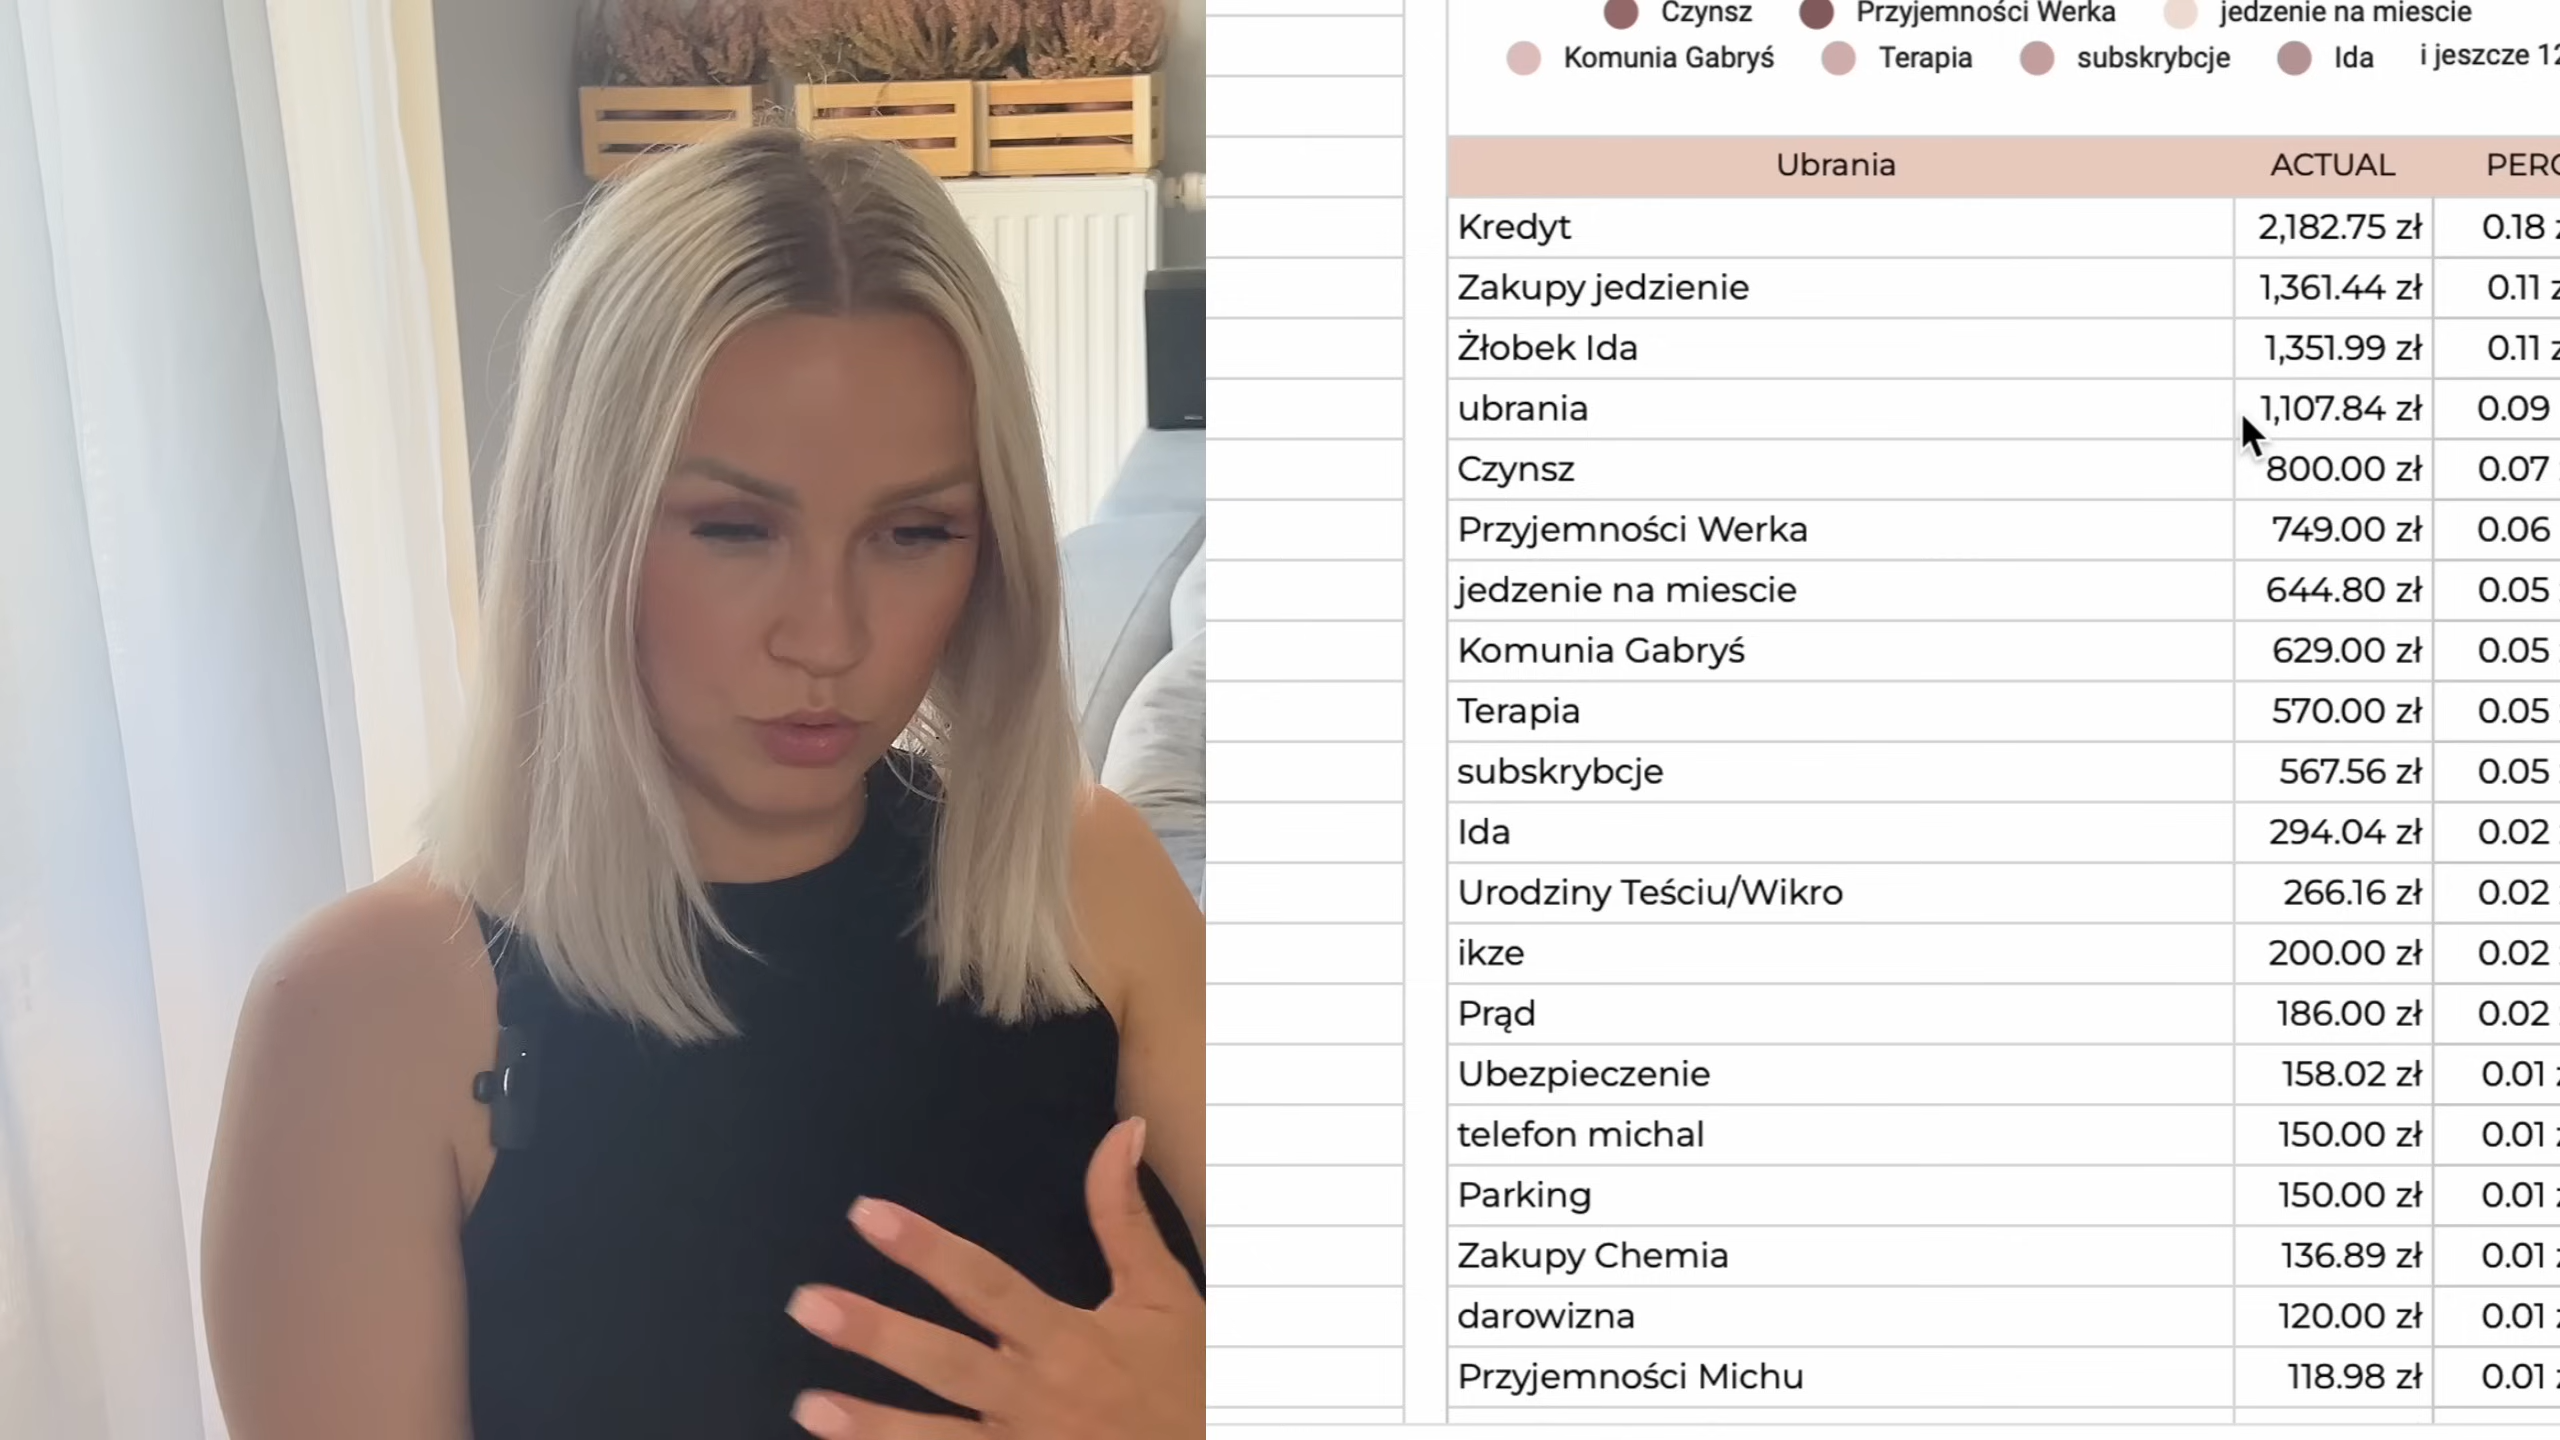 Czynsz Przyjemności Werka jedzenie na miescie
Komunia Gabryś Terapia subskrybcje Ida i jeszcze 12
Ubrania ACTUAL
Kredyt 2,182.75 zł 0.18
Zakupy jedzienie 1,361.44 zł 0.11
Żłobek Ida 1,351.99 zł 0.11
ubrania 1,107.84 zł 0.09
Czynsz 800.00 zł 0.07
Przyjemności Werka 749.00 zł 0.06
jedzenie na miescie 644.80 zł 0.05
Komunia Gabryś 629.00 zł 0.05
Terapia 570.00 zł 0.05
subskrybcje 567.56 zł 0.05
Ida 294.04 zł 0.02
Urodziny Teściu/Wikro 266.16 zł 0.02
ikze 200.00 zł 0.02
Prąd 186.00 zł 0.02
Ubezpieczenie 158.02 zł 0.01
telefon michal 150.00 zł 0.01
Parking 150.00 zł 0.01
Zakupy Chemia 136.89 zł 0.01
darowizna 120.00 zł 0.01
Przyjemności Michu 118.98 zł 0.01